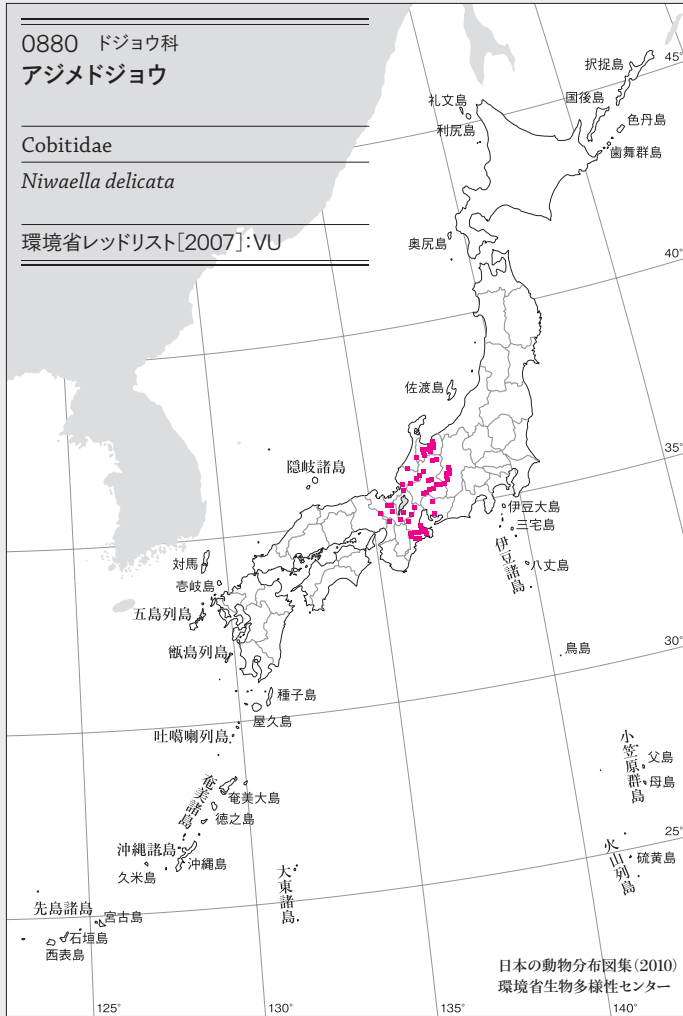 0880 ドジョウ科
アジメドジョウ
Cobitidae
Niwaella delicata
環境省レッドリスト[2007]:VU
択捉島
45°
国後島
礼文島
色丹島
利尻島
歯舞群島
奥尻島
40°
佐渡島
35°
隠岐諸島
伊豆大島
三宅島
伊豆諸島
八丈島
対馬
壱岐島
五島列島
甑島列島
鳥島
30°
種子島
屋久島
吐噶喇列島
小笠原群島
父島
母島
奄美諸島
奄美大島
徳之島
25°
沖縄諸島
沖縄島
久米島
火山列島
硫黄島
大東諸島
先島諸島
宮古島
石垣島
西表島
日本の動物分布図集(2010)
環境省生物多様性センター
125°
130°
135°
140°